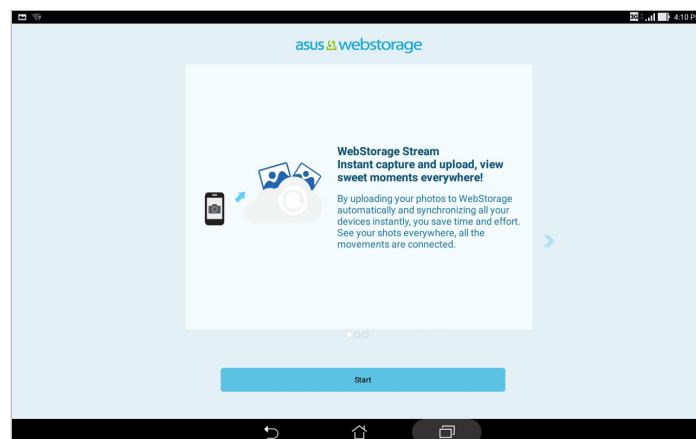 3G 4:10 P
asus webstorage
WebStorage Stream
Instant capture and upload, view
sweet moments everywhere!
By uploading your photos to WebStorage
automatically and synchronizing all your
devices instantly, you save time and effort.
See your shots everywhere, all the
movements are connected.
Start